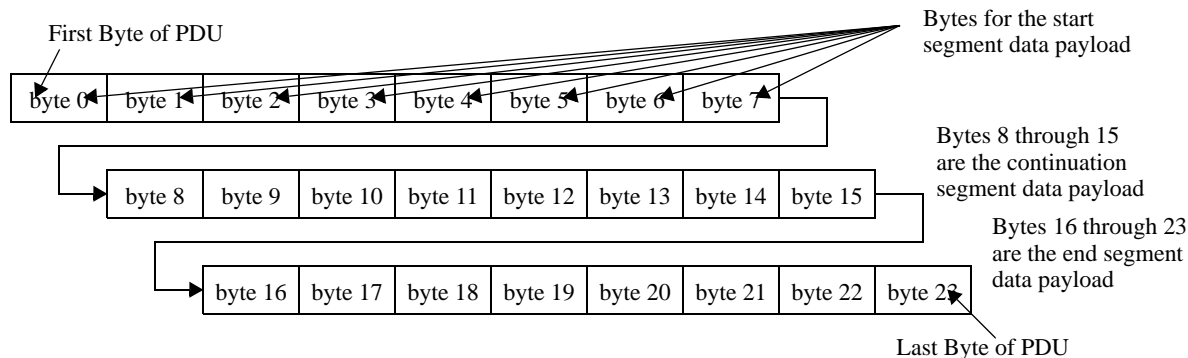 First Byte of PDU
Bytes for the start
segment data payload
byte 0 byte 1 byte 2 byte 3 byte 4 byte 5 byte 6 byte 7
Bytes 8 through 15
are the continuation
segment data payload
byte 8 byte 9 byte 10 byte 11 byte 12 byte 13 byte 14 byte 15
Bytes 16 through 23
are the end segment
data payload
byte 16 byte 17 byte 18 byte 19 byte 20 byte 21 byte 22 byte 23
Last Byte of PDU